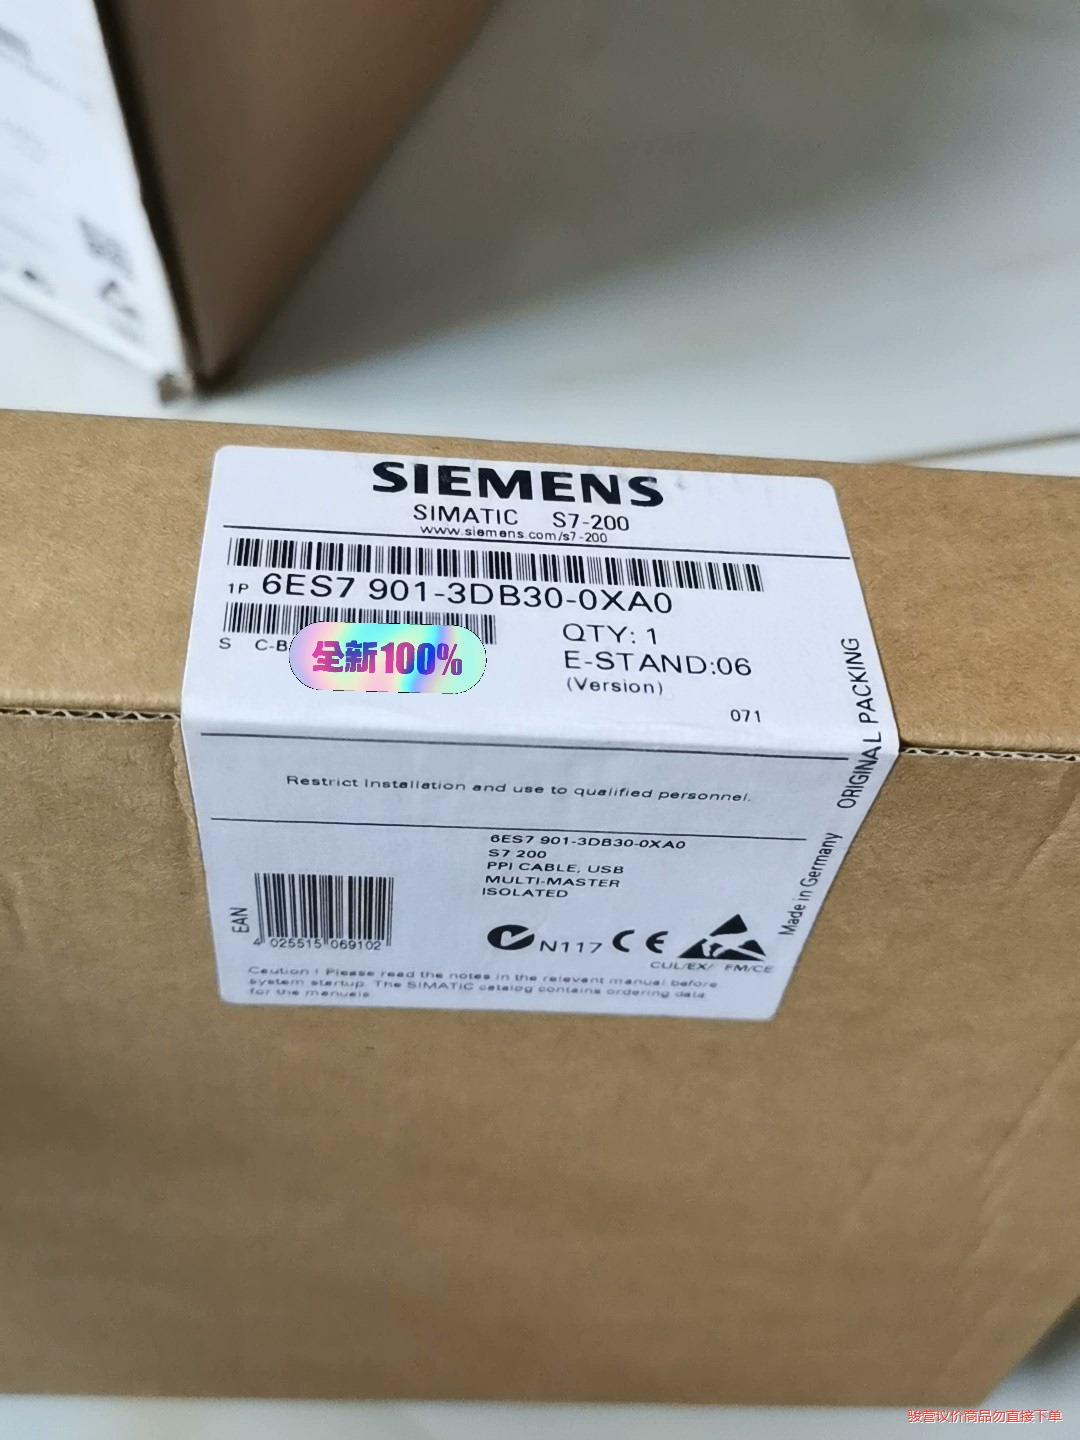 SIEMENS
SIMATIC S7-200
www.siemens.com/s7-200
1P 6ES7 901-3DB30-0XA0
S C-B
全新100%
QTY: 1
E-STAND:06
(Version)
071
ORIGINAL PACKING
Restrict Installation and use to qualified personnel.
6ES7 901-3DB30-0XA0
S7 200
PPI CABLE, USB
MULTI-MASTER
ISOLATED
Made in Germany
EAN
4 025515 069102
N117 CE
CUL/EX/ FM/CE
Caution ! Please read the notes in the relevant manual before
system startup. The SIMATIC catalog contains ordering data
for the manuals
骏营议价商品勿直接下单